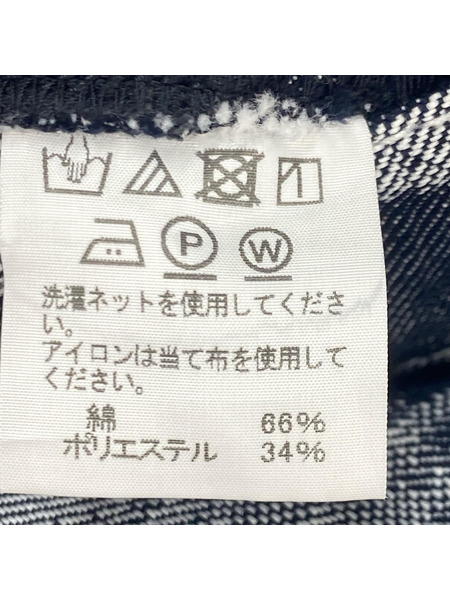 P W
洗濯ネットを使用してくださ
い。
アイロンは当て布を使用して
ください。
綿 66%
ポリエステル 34%